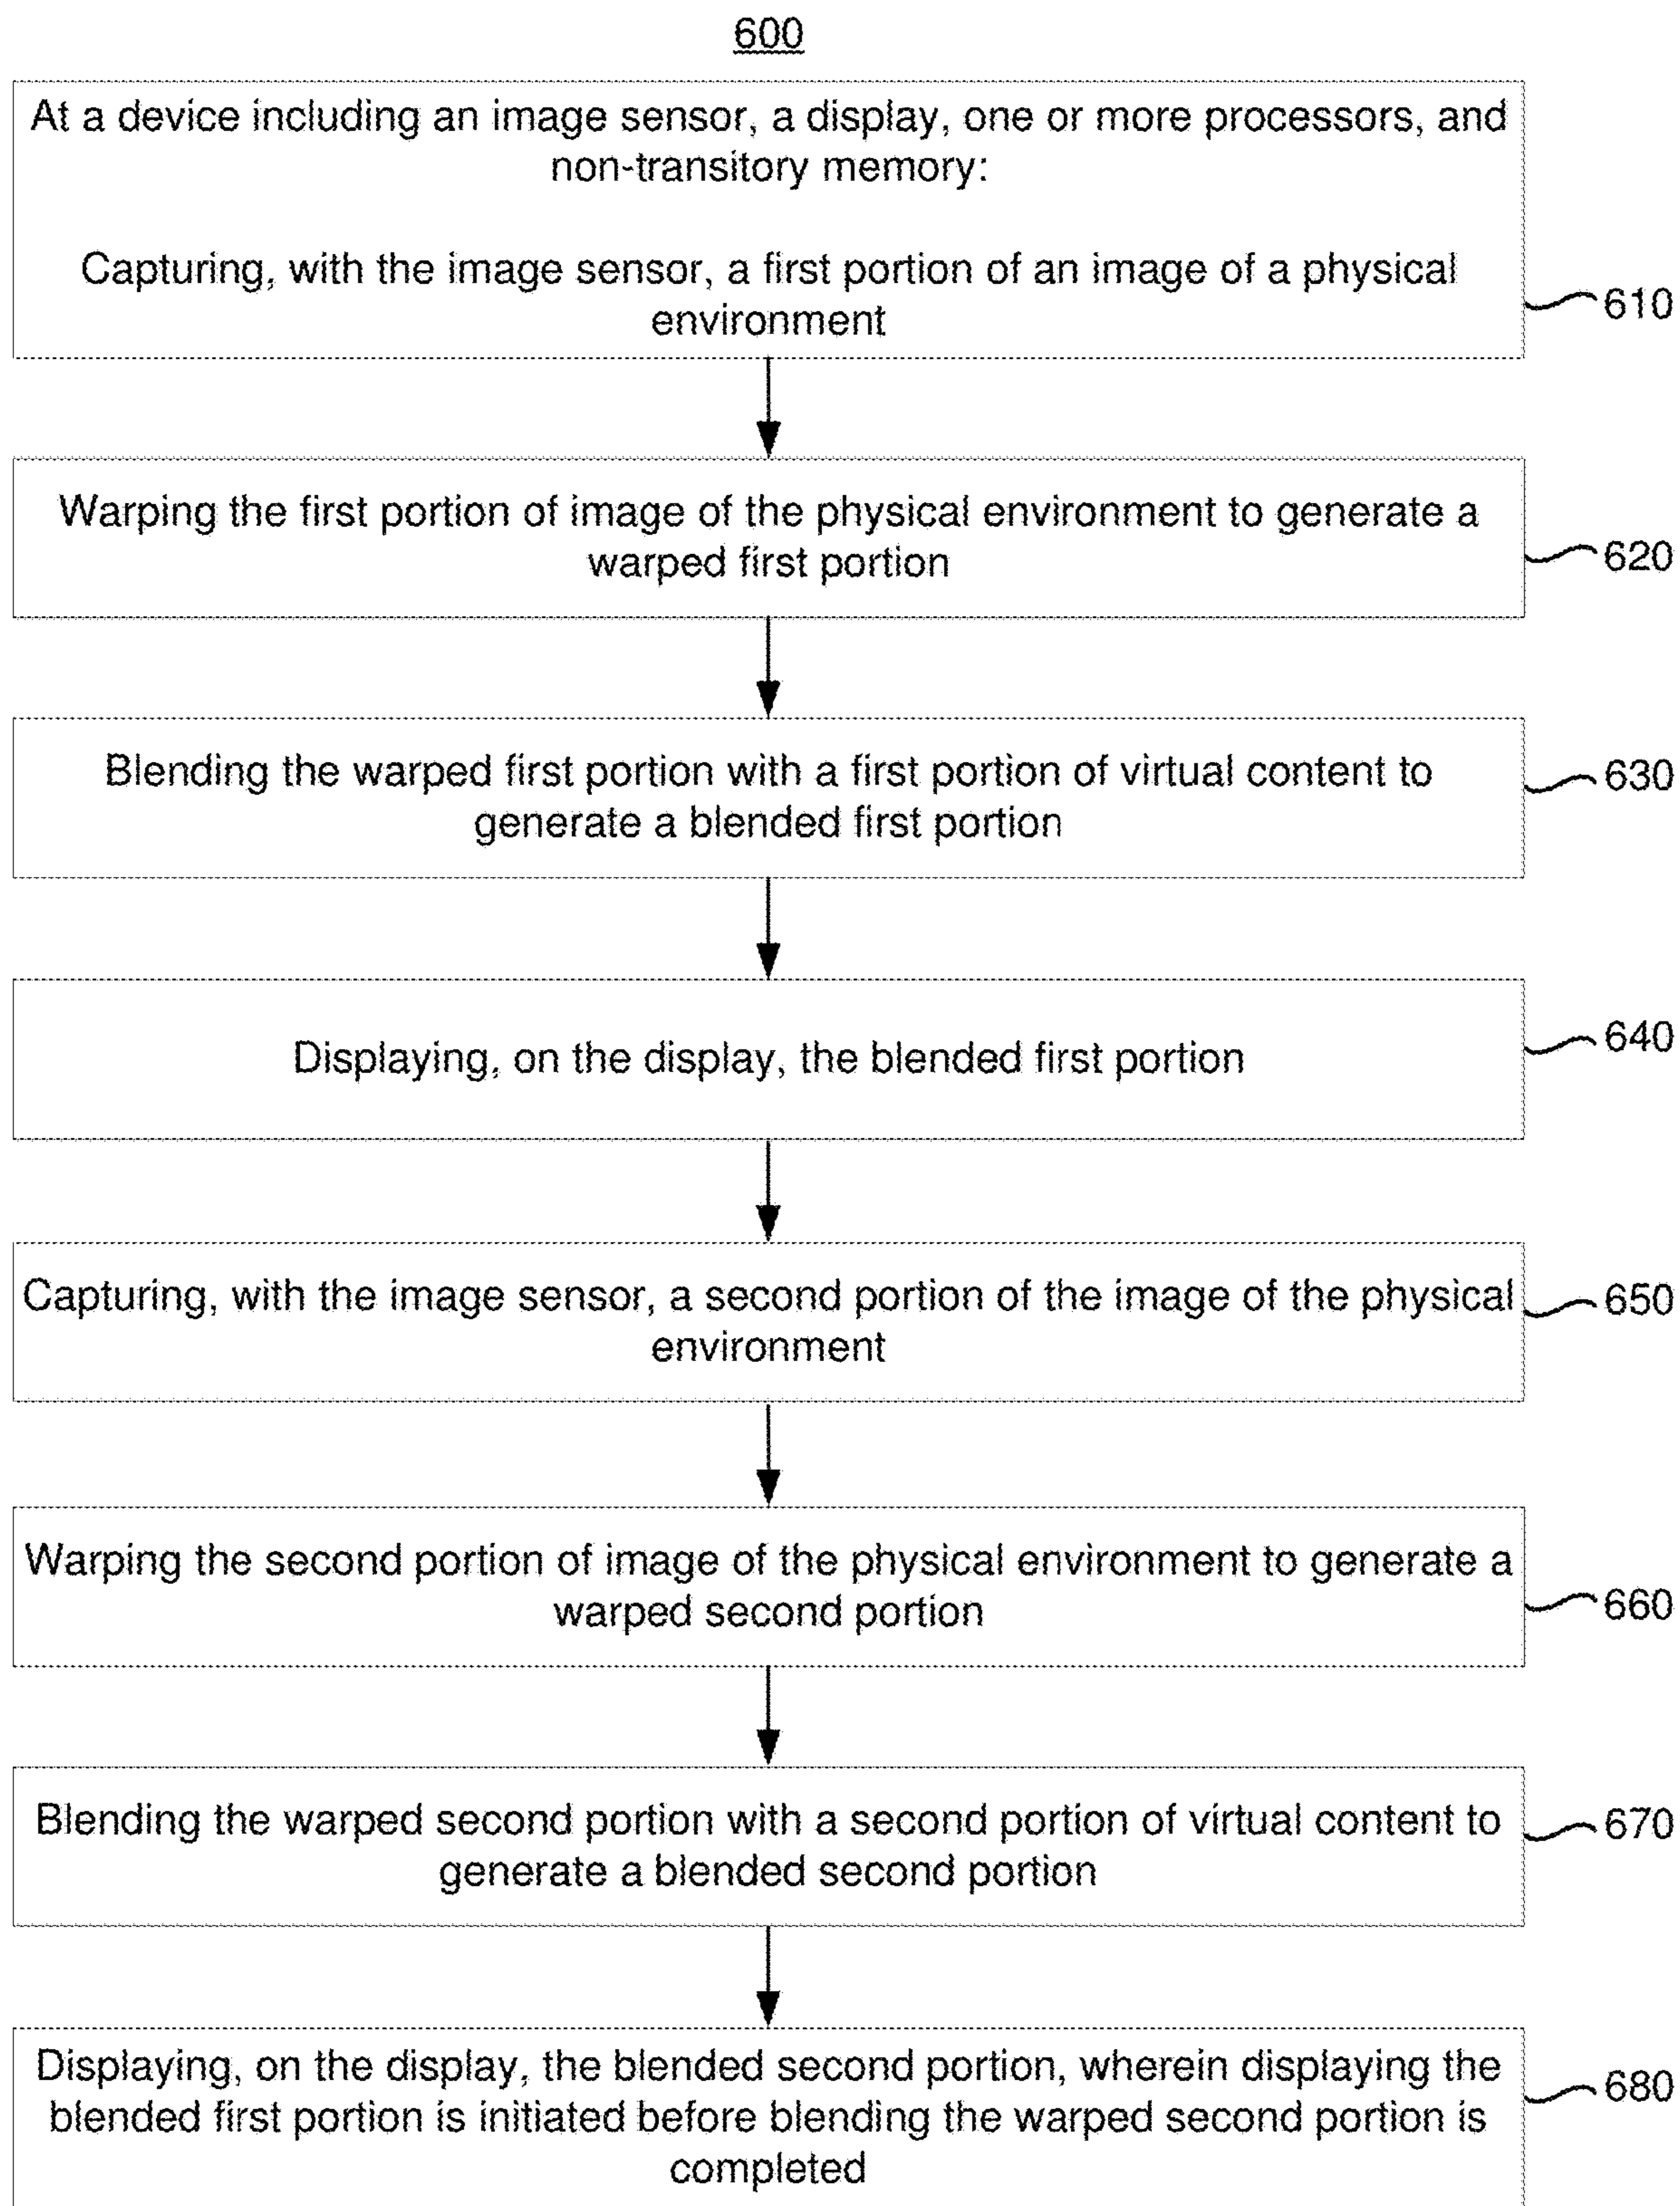 600
At a device including an image sensor, a display, one or more processors, and
non-transitory memory:
Capturing, with the image sensor, a first portion of an image of a physical
environment
610
Warping the first portion of image of the physical environment to generate a
warped first portion
620
Blending the warped first portion with a first portion of virtual content to
generate a blended first portion
630
Displaying, on the display, the blended first portion
640
Capturing, with the image sensor, a second portion of the image of the physical
environment
650
Warping the second portion of image of the physical environment to generate a
warped second portion
660
Blending the warped second portion with a second portion of virtual content to
generate a blended second portion
670
Displaying, on the display, the blended second portion, wherein displaying the
blended first portion is initiated before blending the warped second portion is
completed
680